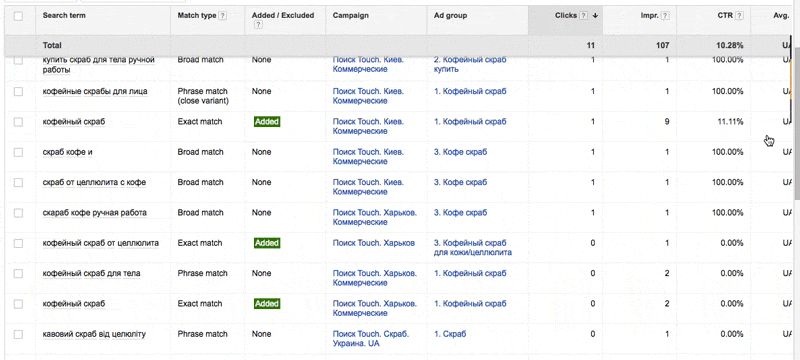 Search term Match type ? Added / Excluded ? Campaign Ad group Clicks ? Impr. ? CTR ? Avg.
Total 11 107 10.28% UA
купить скраб для тела ручной работы Broad match None Поиск Touch. Киев. Коммерческие 2. Кофейный скраб купить 1 1 100.00% UA
кофейные скрабы для лица Phrase match (close variant) None Поиск Touch. Киев. Коммерческие 1. Кофейный скраб 1 1 100.00% UA
кофейный скраб Exact match Added Поиск Touch. Киев. Коммерческие 1. Кофейный скраб 1 9 11.11% UA
скраб кофе и Broad match None Поиск Touch. Киев. Коммерческие 3. Кофе скраб 1 1 100.00% UA
скраб от целлюлита с кофе Broad match None Поиск Touch. Киев. Коммерческие 3. Кофе скраб 1 1 100.00% UA
скараб кофе ручная работа Broad match None Поиск Touch. Харьков. Коммерческие 3. Кофе скраб 1 1 100.00% UA
кофейный скраб от целлюлита Exact match Added Поиск Touch. Харьков 3. Кофейный скраб для кожи/целлюлита 0 1 0.00% UA
кофейный скраб для тела Phrase match None Поиск Touch. Харьков. Коммерческие 1. Кофейный скраб 0 2 0.00% UA
кофейный скраб Exact match Added Поиск Touch. Харьков. Коммерческие 1. Кофейный скраб 0 2 0.00% UA
кавовий скраб від целюліту Phrase match None Поиск Touch. Скраб. Украина. UA 1. Скраб 0 1 0.00% UA